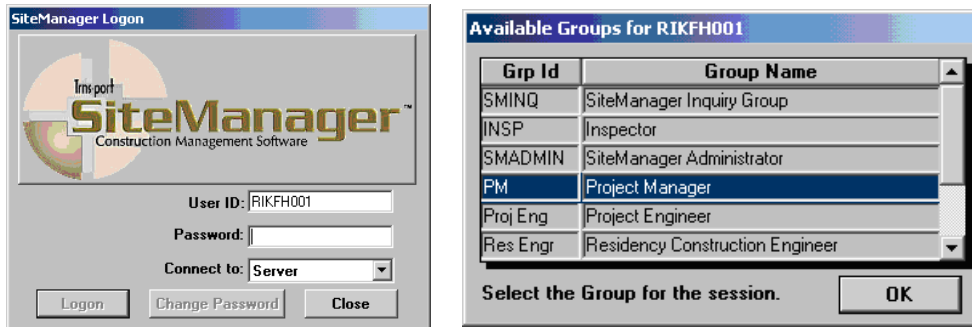 SiteManager Logon
Trns·port
SiteManager™
Construction Management Software
User ID: RIKFH001
Password:
Connect to: Server
Logon Change Password Close
Available Groups for RIKFH001
Grp Id Group Name
SMINQ SiteManager Inquiry Group
INSP Inspector
SMADMIN SiteManager Administrator
PM Project Manager
Proj Eng Project Engineer
Res Engr Residency Construction Engineer
Select the Group for the session. OK